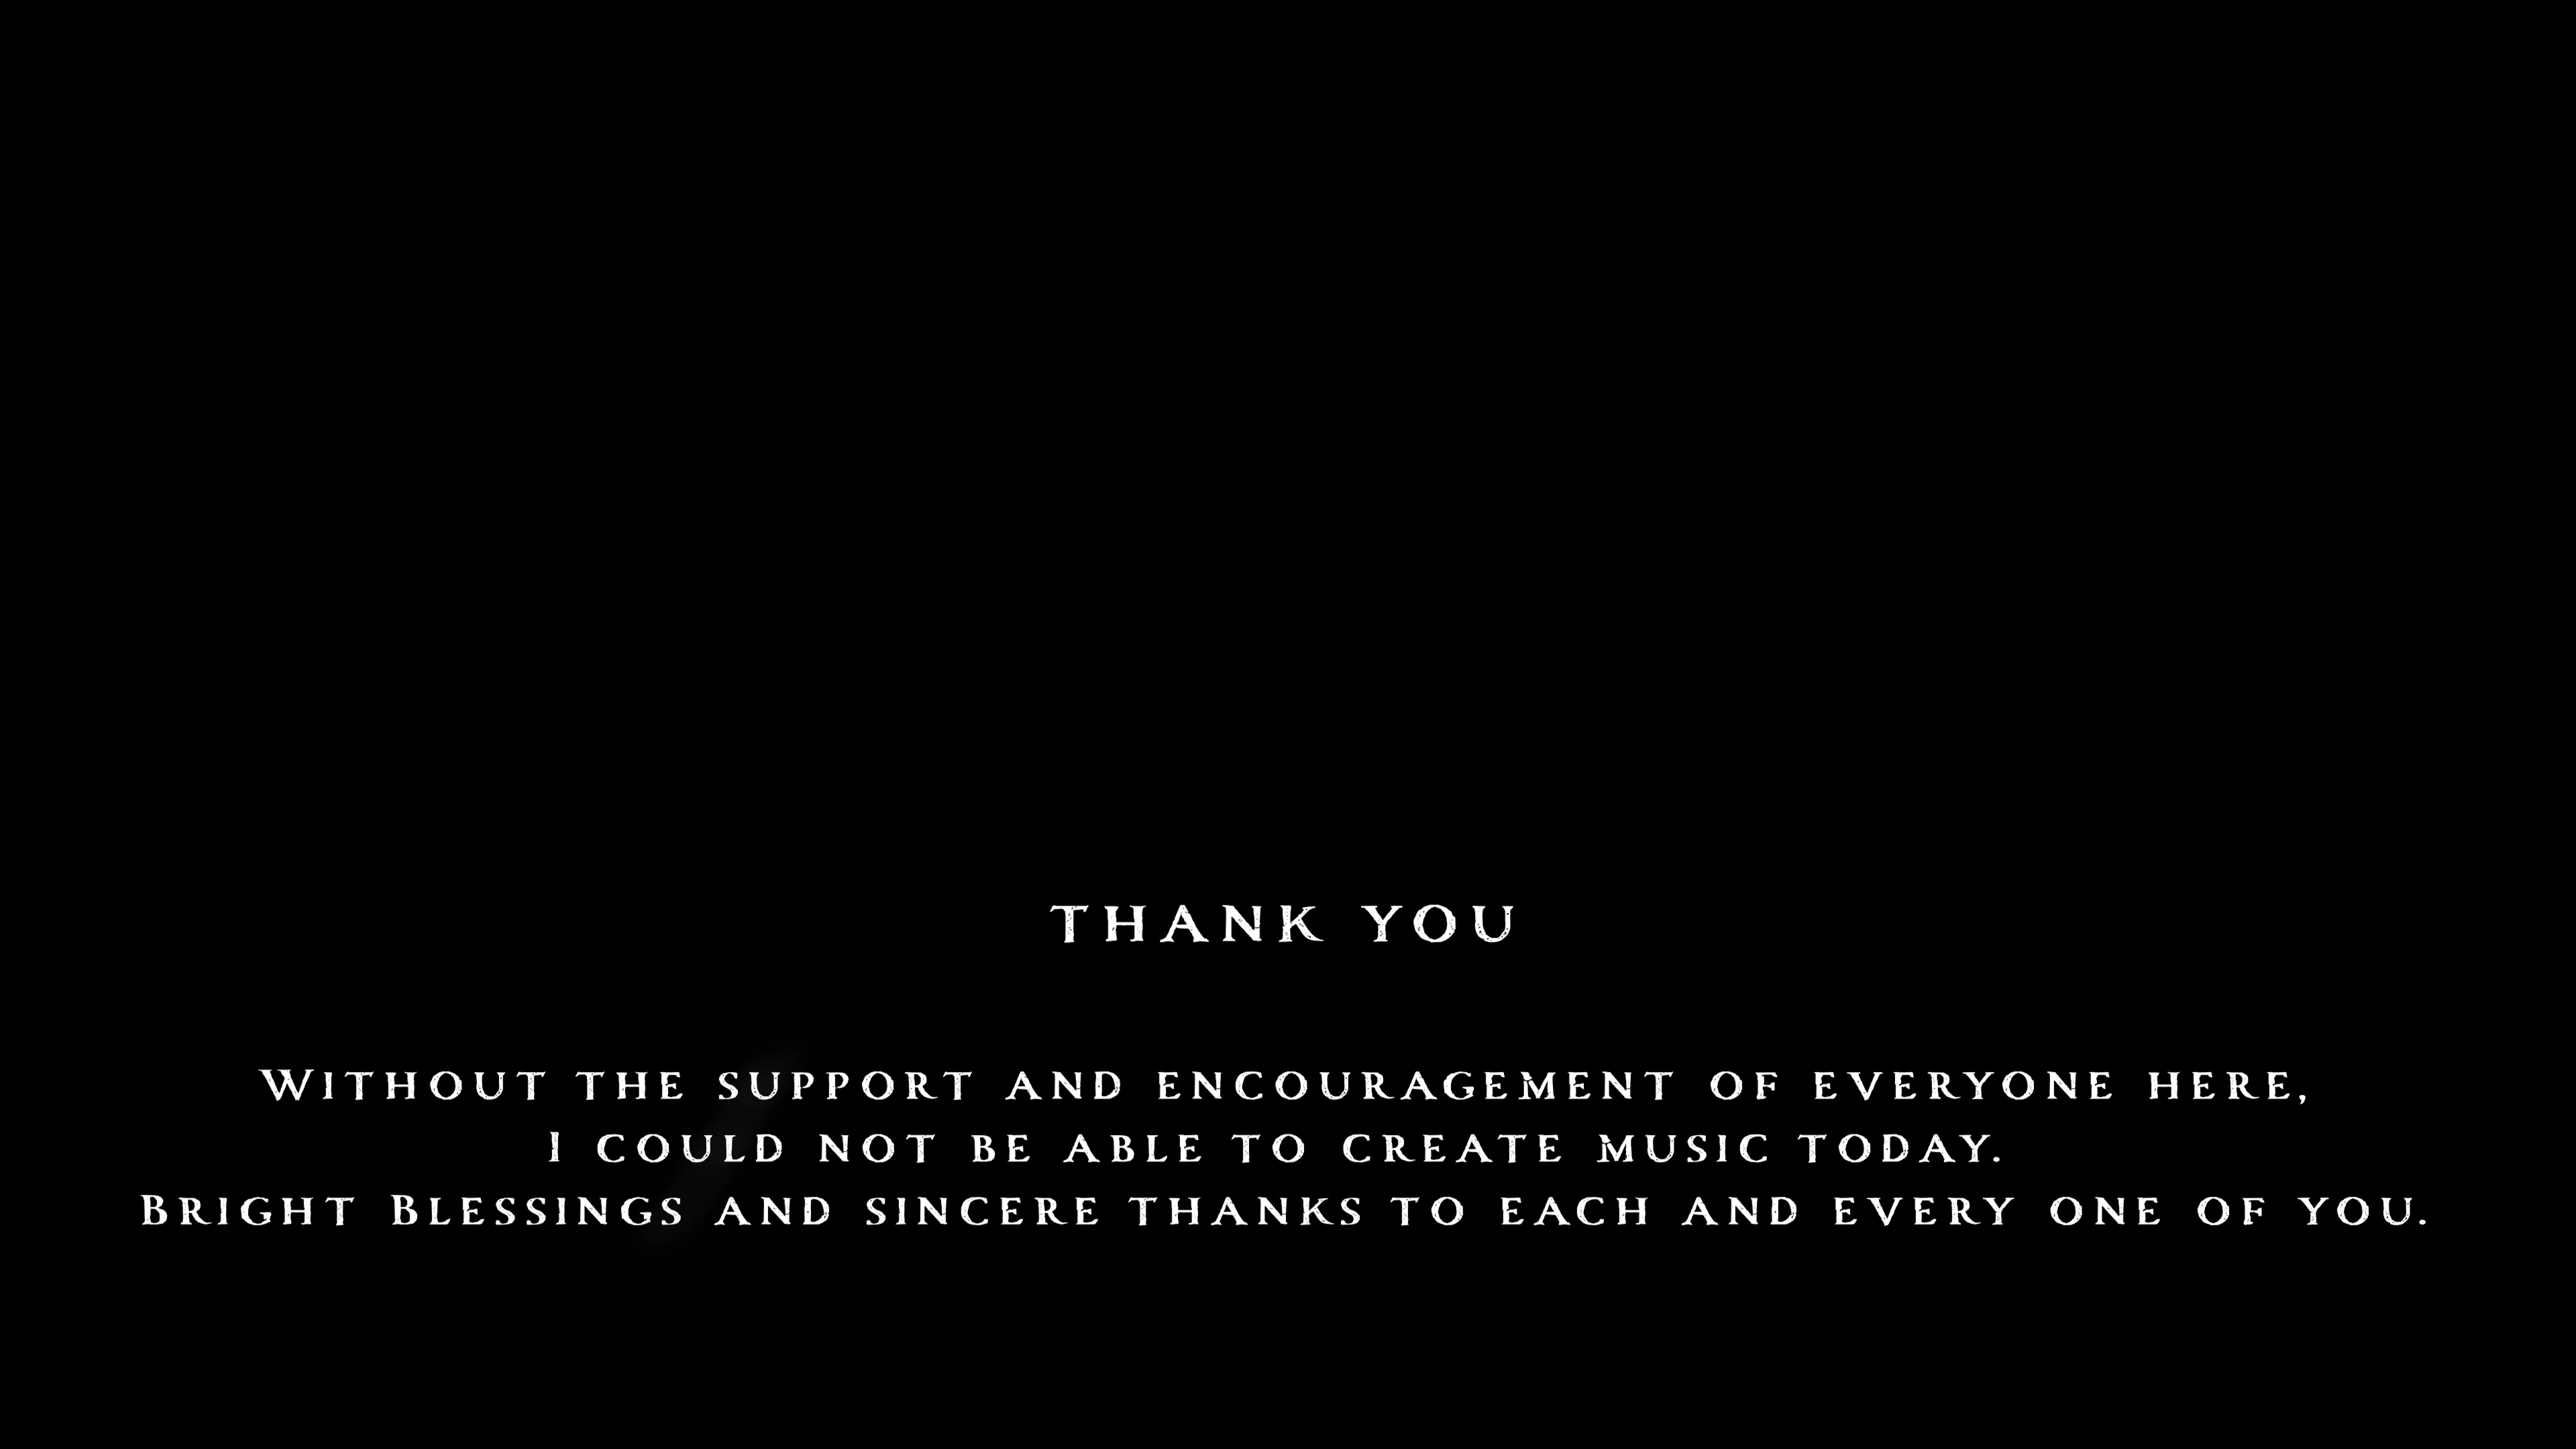 THANK YOU
Without the support and encouragement of everyone here,
I could not be able to create music today.
Bright Blessings and sincere thanks to each and every one of you.